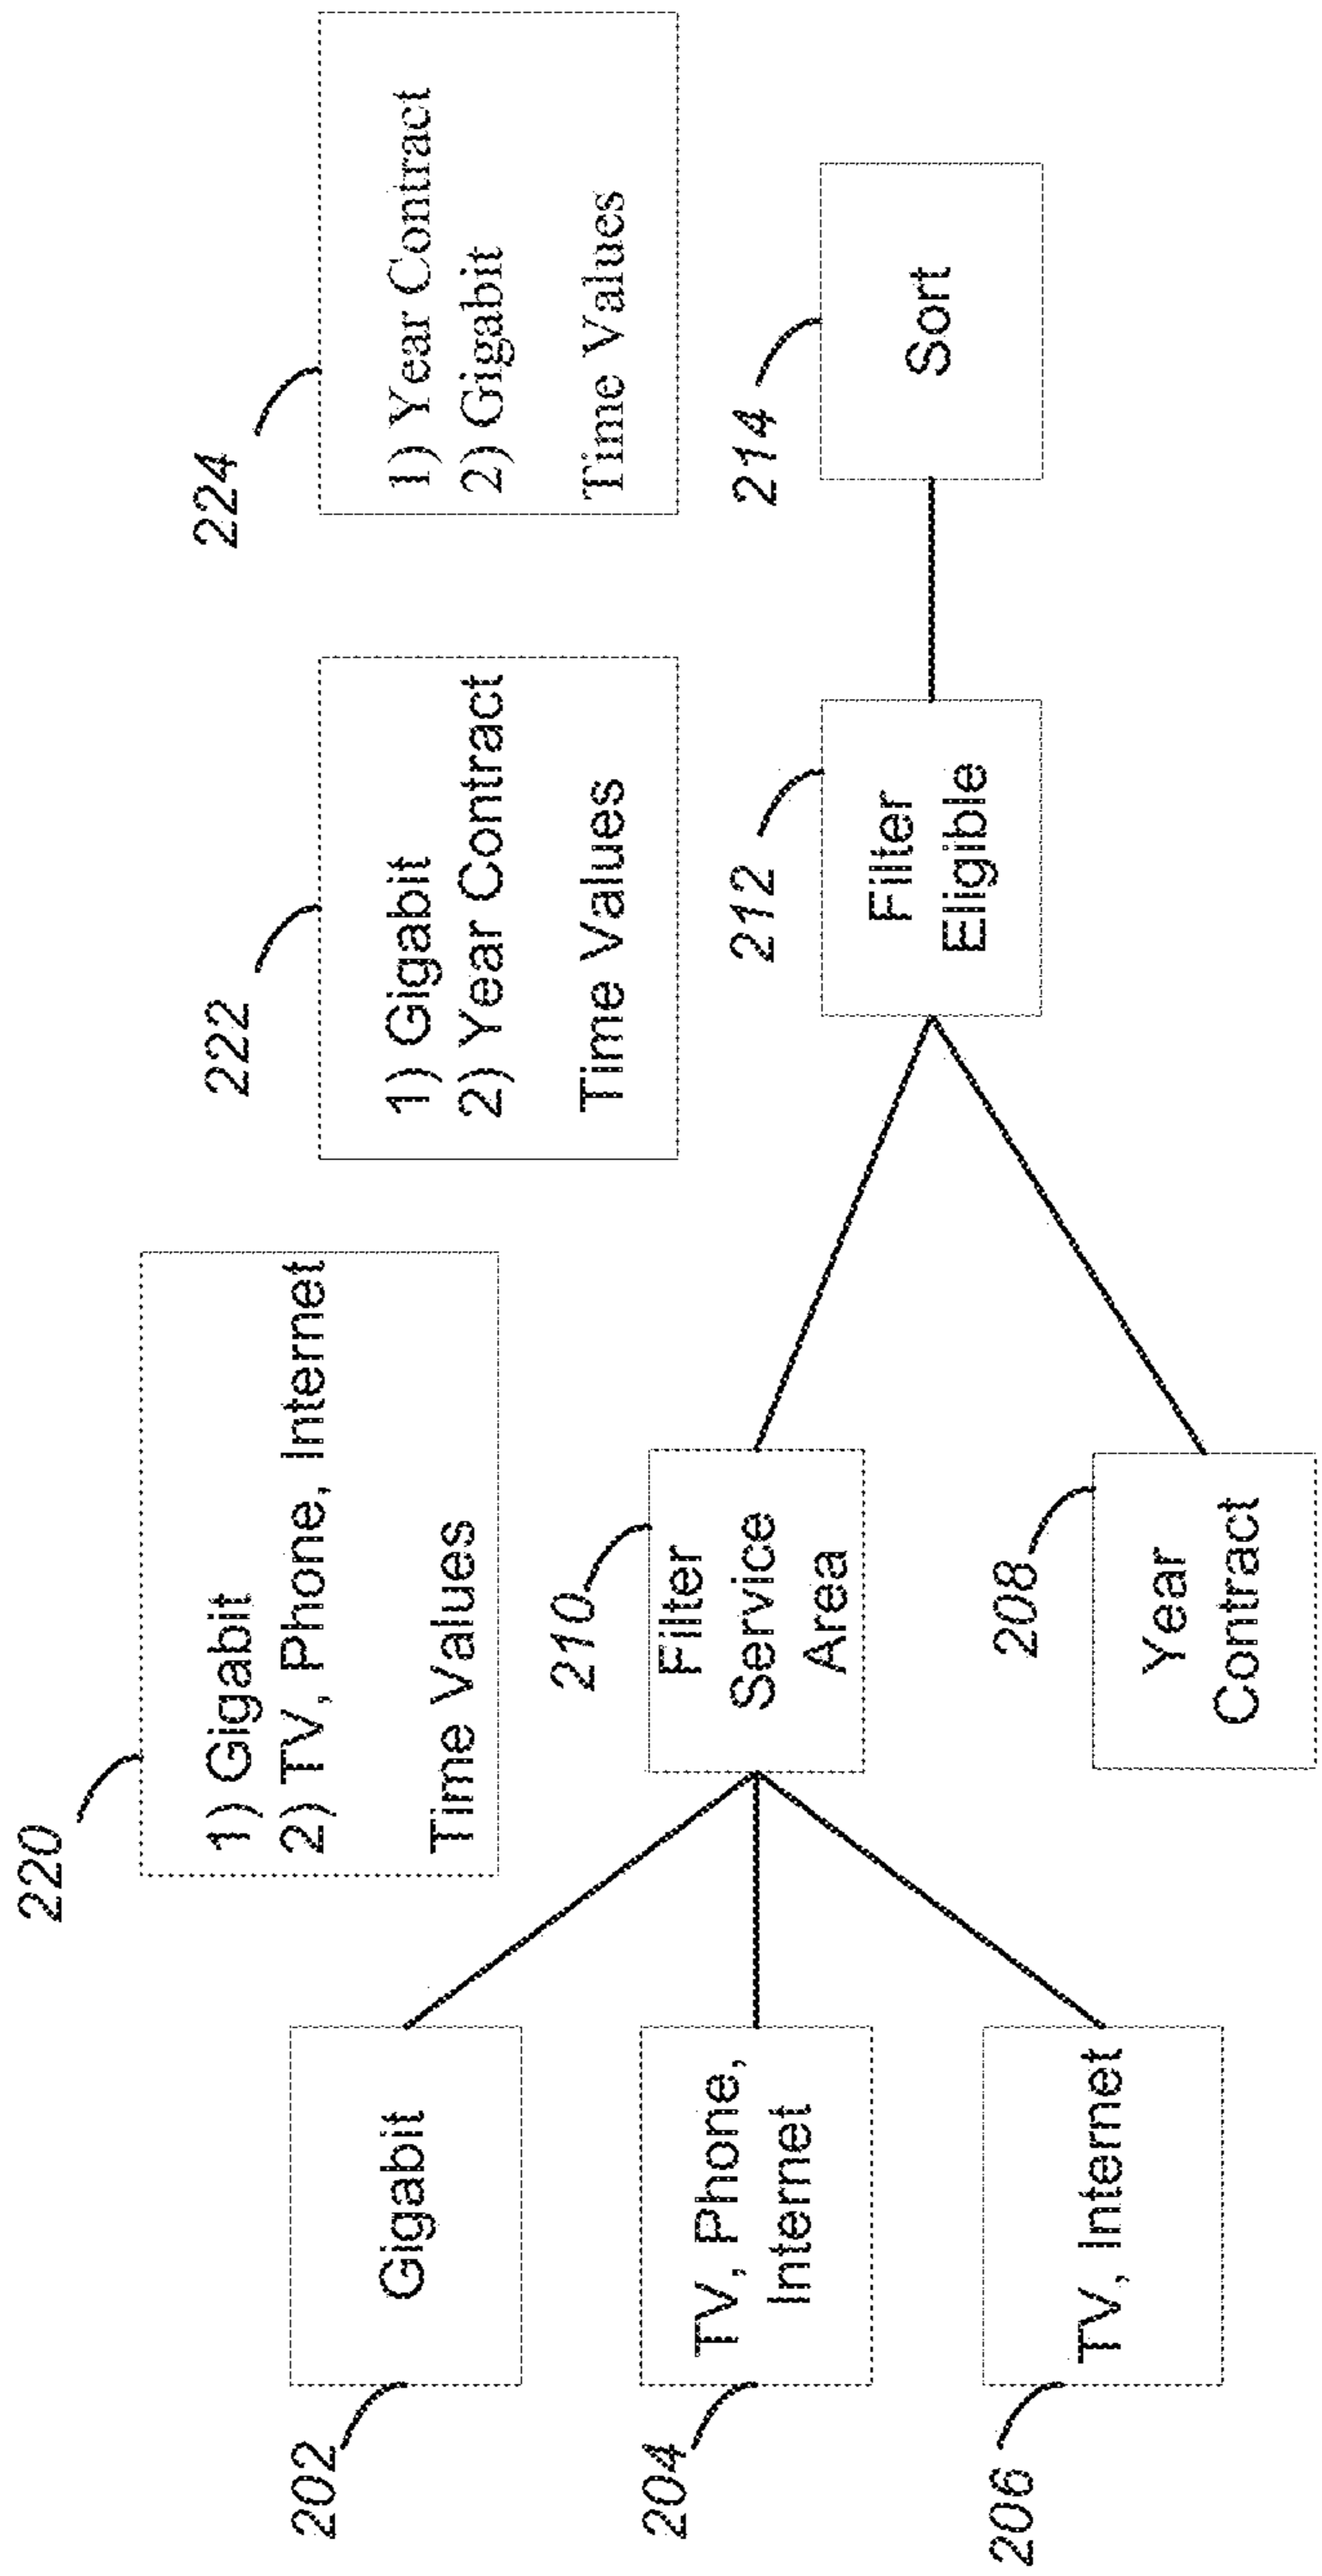 220
1) Gigabit
2) TV, Phone, Internet
Time Values
222
1) Gigabit
2) Year Contract
Time Values
224
1) Year Contract
2) Gigabit
Time Values
202
Gigabit
204
TV, Phone,
Internet
206
TV, Internet
210
Filter
Service
Area
208
Year
Contract
212
Filter
Eligible
214
Sort